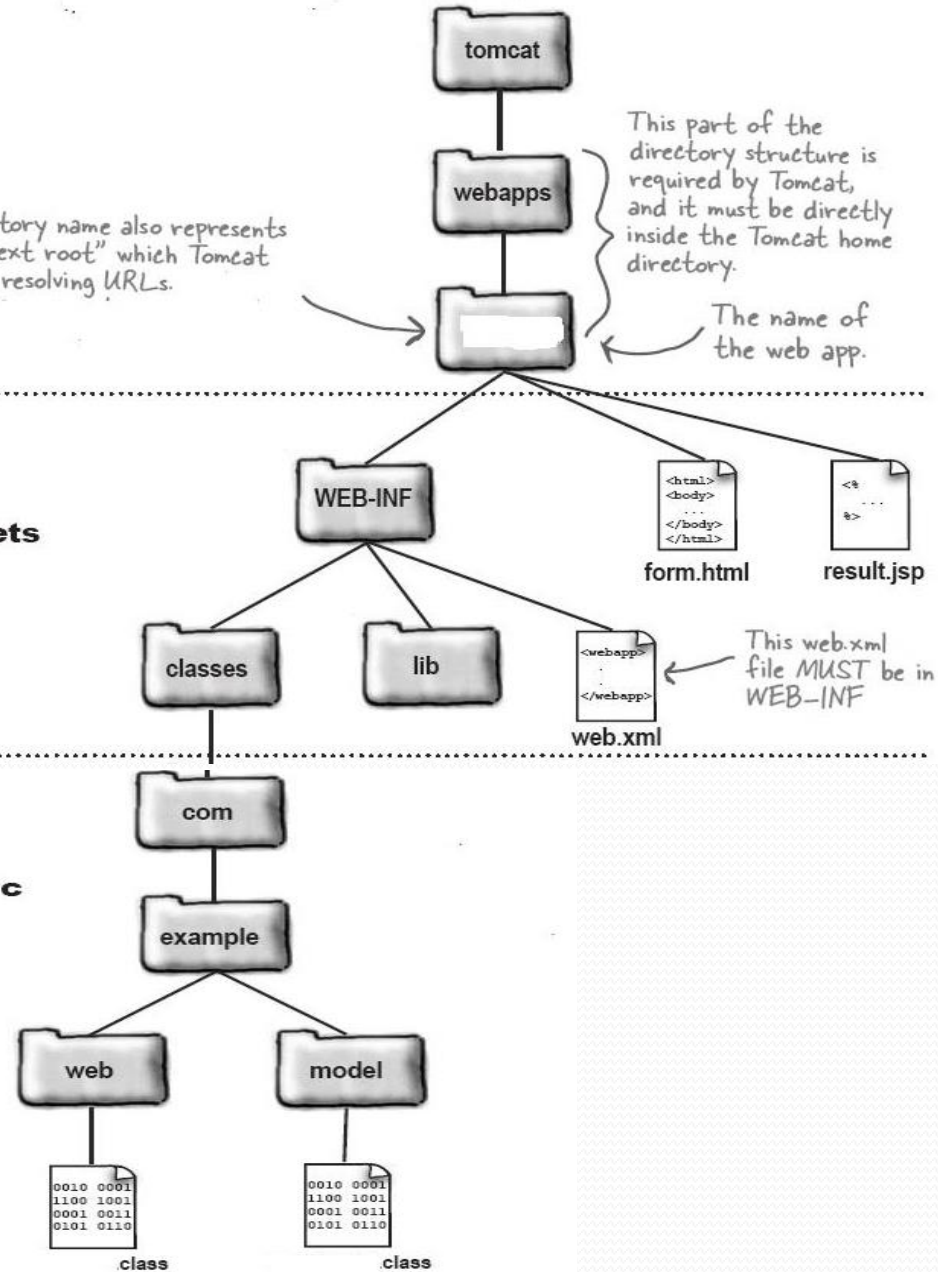 tomcat
This part of the
directory structure is
required by Tomcat,
and it must be directly
inside the Tomcat home
directory.
webapps
tory name also represents
ext root" which Tomcat
resolving URLs.
The name of
the web app.
WEB-INF
<html>
<body>
...
</body>
</html>
form.html
<%
...
%>
result.jsp
ets
classes
lib
<webapp>
.
.
</webapp>
web.xml
This web.xml
file MUST be in
WEB-INF
com
c
example
web
model
0010 0001
1100 1001
0001 0011
0101 0110
.class
0010 0001
1100 1001
0001 0011
0101 0110
.class